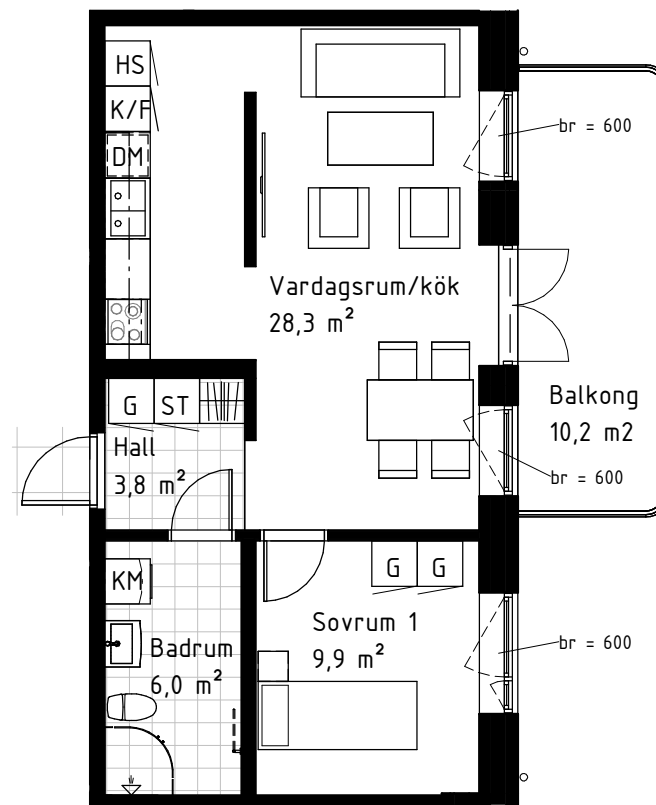 HS
K/F
br = 600
DM
Vardagsrum/kök
28,3 m²
G ST
Balkong
10,2 m2
Hall
3,8 m²
br = 600
KM
G G
Sovrum 1
9,9 m²
br = 600
Badrum
6,0 m²